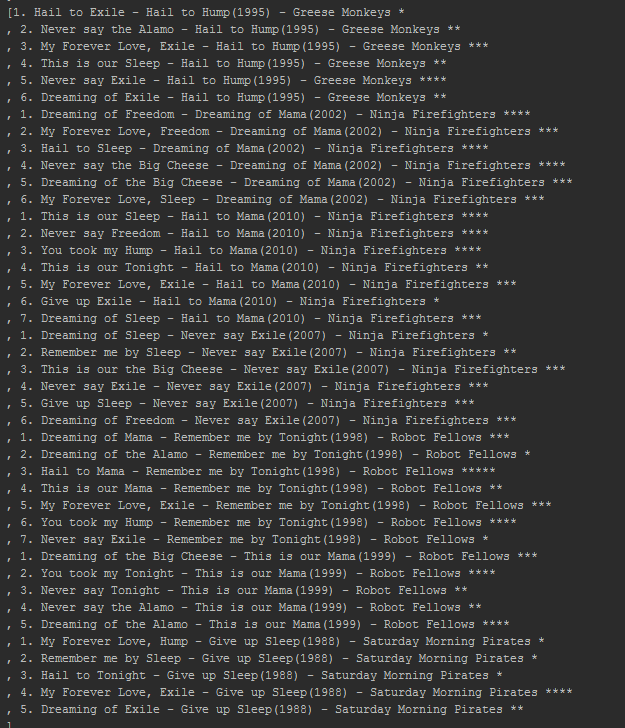 [1. Hail to Exile - Hail to Hump(1995) - Greese Monkeys *
, 2. Never say the Alamo - Hail to Hump(1995) - Greese Monkeys **
, 3. My Forever Love, Exile - Hail to Hump(1995) - Greese Monkeys ***
, 4. This is our Sleep - Hail to Hump(1995) - Greese Monkeys **
, 5. Never say Exile - Hail to Hump(1995) - Greese Monkeys ****
, 6. Dreaming of Exile - Hail to Hump(1995) - Greese Monkeys **
, 1. Dreaming of Freedom - Dreaming of Mama(2002) - Ninja Firefighters ****
, 2. My Forever Love, Freedom - Dreaming of Mama(2002) - Ninja Firefighters ***
, 3. Hail to Sleep - Dreaming of Mama(2002) - Ninja Firefighters ****
, 4. Never say the Big Cheese - Dreaming of Mama(2002) - Ninja Firefighters ****
, 5. Dreaming of the Big Cheese - Dreaming of Mama(2002) - Ninja Firefighters ***
, 6. My Forever Love, Sleep - Dreaming of Mama(2002) - Ninja Firefighters ***
, 1. This is our Sleep - Hail to Mama(2010) - Ninja Firefighters ****
, 2. Never say Freedom - Hail to Mama(2010) - Ninja Firefighters ****
, 3. You took my Hump - Hail to Mama(2010) - Ninja Firefighters ****
, 4. This is our Tonight - Hail to Mama(2010) - Ninja Firefighters **
, 5. My Forever Love, Exile - Hail to Mama(2010) - Ninja Firefighters ***
, 6. Give up Exile - Hail to Mama(2010) - Ninja Firefighters *
, 7. Dreaming of Sleep - Hail to Mama(2010) - Ninja Firefighters ***
, 1. Dreaming of Sleep - Never say Exile(2007) - Ninja Firefighters *
, 2. Remember me by Sleep - Never say Exile(2007) - Ninja Firefighters **
, 3. This is our the Big Cheese - Never say Exile(2007) - Ninja Firefighters ***
, 4. Never say Exile - Never say Exile(2007) - Ninja Firefighters ***
, 5. Give up Sleep - Never say Exile(2007) - Ninja Firefighters ***
, 6. Dreaming of Freedom - Never say Exile(2007) - Ninja Firefighters ***
, 1. Dreaming of Mama - Remember me by Tonight(1998) - Robot Fellows ***
, 2. Dreaming of the Alamo - Remember me by Tonight(1998) - Robot Fellows *
, 3. Hail to Mama - Remember me by Tonight(1998) - Robot Fellows *****
, 4. This is our Mama - Remember me by Tonight(1998) - Robot Fellows **
, 5. My Forever Love, Exile - Remember me by Tonight(1998) - Robot Fellows ***
, 6. You took my Hump - Remember me by Tonight(1998) - Robot Fellows ****
, 7. Never say Exile - Remember me by Tonight(1998) - Robot Fellows *
, 1. Dreaming of the Big Cheese - This is our Mama(1999) - Robot Fellows ***
, 2. You took my Tonight - This is our Mama(1999) - Robot Fellows ****
, 3. Never say Tonight - This is our Mama(1999) - Robot Fellows **
, 4. Never say the Alamo - This is our Mama(1999) - Robot Fellows **
, 5. Dreaming of the Alamo - This is our Mama(1999) - Robot Fellows ****
, 1. My Forever Love, Hump - Give up Sleep(1988) - Saturday Morning Pirates *
, 2. Remember me by Sleep - Give up Sleep(1988) - Saturday Morning Pirates *
, 3. Hail to Tonight - Give up Sleep(1988) - Saturday Morning Pirates *
, 4. My Forever Love, Exile - Give up Sleep(1988) - Saturday Morning Pirates ****
, 5. Dreaming of Exile - Give up Sleep(1988) - Saturday Morning Pirates **
]